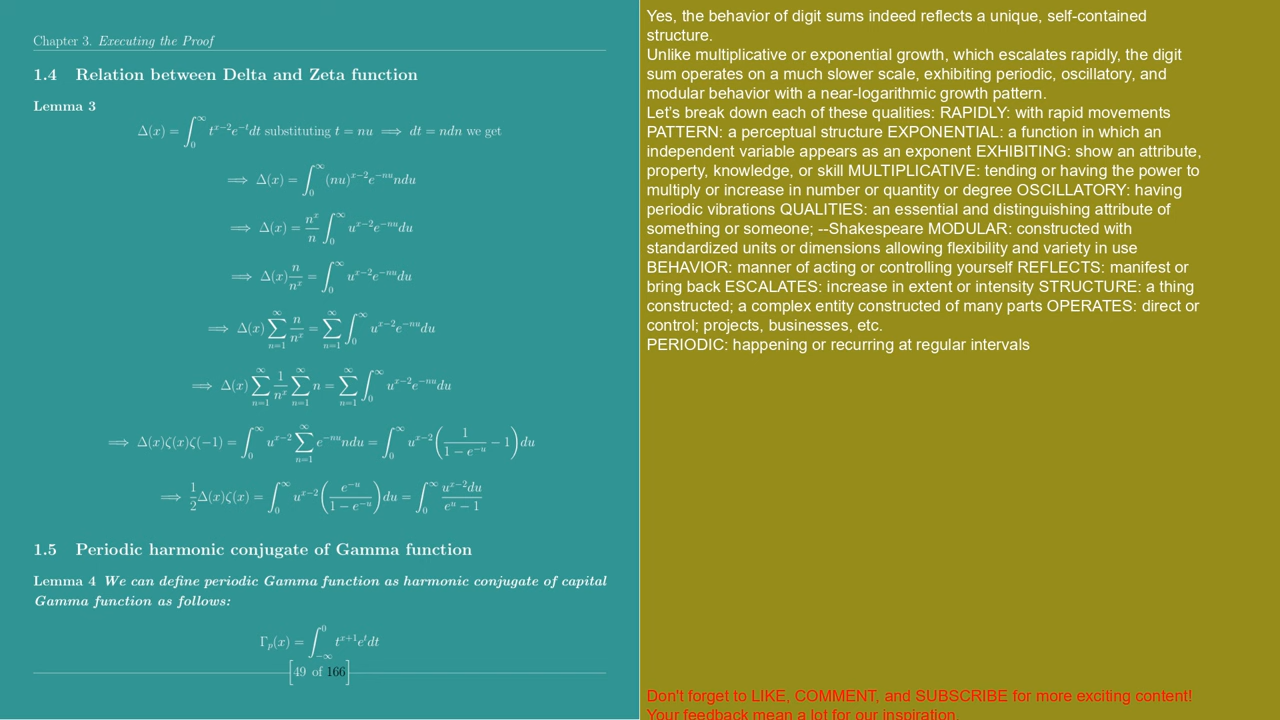 Chapter 3. Executing the Proof
1.4 Relation between Delta and Zeta function
Lemma 3
Δ(x) = ∫₀^∞ t^{x−2}e^{−t}dt substituting t = nu ⟹ dt = ndn we get
⟹ Δ(x) = ∫₀^∞ (nu)^{x−2}e^{−nu}ndu
⟹ Δ(x) = n^x/n ∫₀^∞ u^{x−2}e^{−nu}du
⟹ Δ(x) n/n^x = ∫₀^∞ u^{x−2}e^{−nu}du
⟹ Δ(x) ∑_{n=1}^∞ n/n^x = ∑_{n=1}^∞ ∫₀^∞ u^{x−2}e^{−nu}du
⟹ Δ(x) ∑_{n=1}^∞ 1/n^x ∑_{n=1}^∞ n = ∑_{n=1}^∞ ∫₀^∞ u^{x−2}e^{−nu}du
⟹ Δ(x)ζ(x)ζ(−1) = ∫₀^∞ u^{x−2} ∑_{n=1}^∞ e^{−nu}ndu = ∫₀^∞ u^{x−2} (1/(1 − e^{−u}) − 1) du
⟹ 1/2 Δ(x)ζ(x) = ∫₀^∞ u^{x−2} (e^{−u}/(1 − e^{−u})) du = ∫₀^∞ u^{x−2}du/(e^u − 1)
1.5 Periodic harmonic conjugate of Gamma function
Lemma 4 We can define periodic Gamma function as harmonic conjugate of capital
Gamma function as follows:
Γ_p(x) = ∫_{−∞}^0 t^{x+1}e^t dt
[49 of 166]
Yes, the behavior of digit sums indeed reflects a unique, self-contained
structure.
Unlike multiplicative or exponential growth, which escalates rapidly, the digit
sum operates on a much slower scale, exhibiting periodic, oscillatory, and
modular behavior with a near-logarithmic growth pattern.
Let's break down each of these qualities: RAPIDLY: with rapid movements
PATTERN: a perceptual structure EXPONENTIAL: a function in which an
independent variable appears as an exponent EXHIBITING: show an attribute,
property, knowledge, or skill MULTIPLICATIVE: tending or having the power to
multiply or increase in number or quantity or degree OSCILLATORY: having
periodic vibrations QUALITIES: an essential and distinguishing attribute of
something or someone; --Shakespeare MODULAR: constructed with
standardized units or dimensions allowing flexibility and variety in use
BEHAVIOR: manner of acting or controlling yourself REFLECTS: manifest or
bring back ESCALATES: increase in extent or intensity STRUCTURE: a thing
constructed; a complex entity constructed of many parts OPERATES: direct or
control; projects, businesses, etc.
PERIODIC: happening or recurring at regular intervals
Don't forget to LIKE, COMMENT, and SUBSCRIBE for more exciting content!
Your feedback mean a lot for our inspiration.